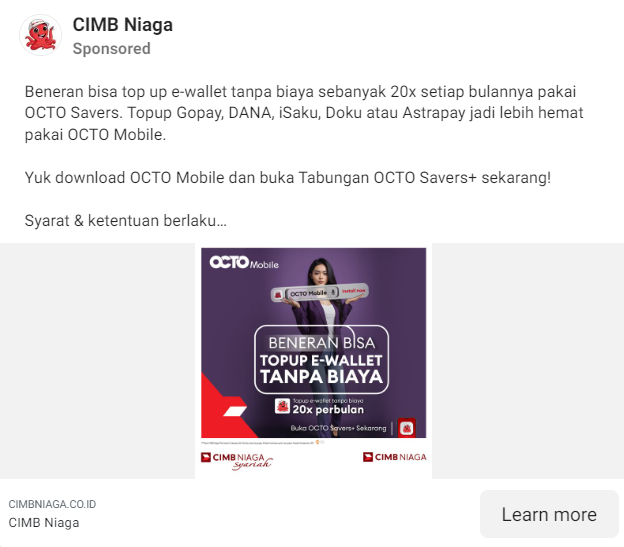 CIMB Niaga
Sponsored
Beneran bisa top up e-wallet tanpa biaya sebanyak 20x setiap bulannya pakai
OCTO Savers. Topup Gopay, DANA, iSaku, Doku atau Astrapay jadi lebih hemat
pakai OCTO Mobile.
Yuk download OCTO Mobile dan buka Tabungan OCTO Savers+ sekarang!
Syarat & ketentuan berlaku...
OCTO Mobile
OCTO Mobile Install now
BENERAN BISA
TOPUP E-WALLET
TANPA BIAYA
Topup e-wallet tanpa biaya
20x perbulan
Buka OCTO Savers+ Sekarang
CIMB NIAGA CIMB NIAGA
syariah
CIMBNIAGA.CO.ID
CIMB Niaga
Learn more